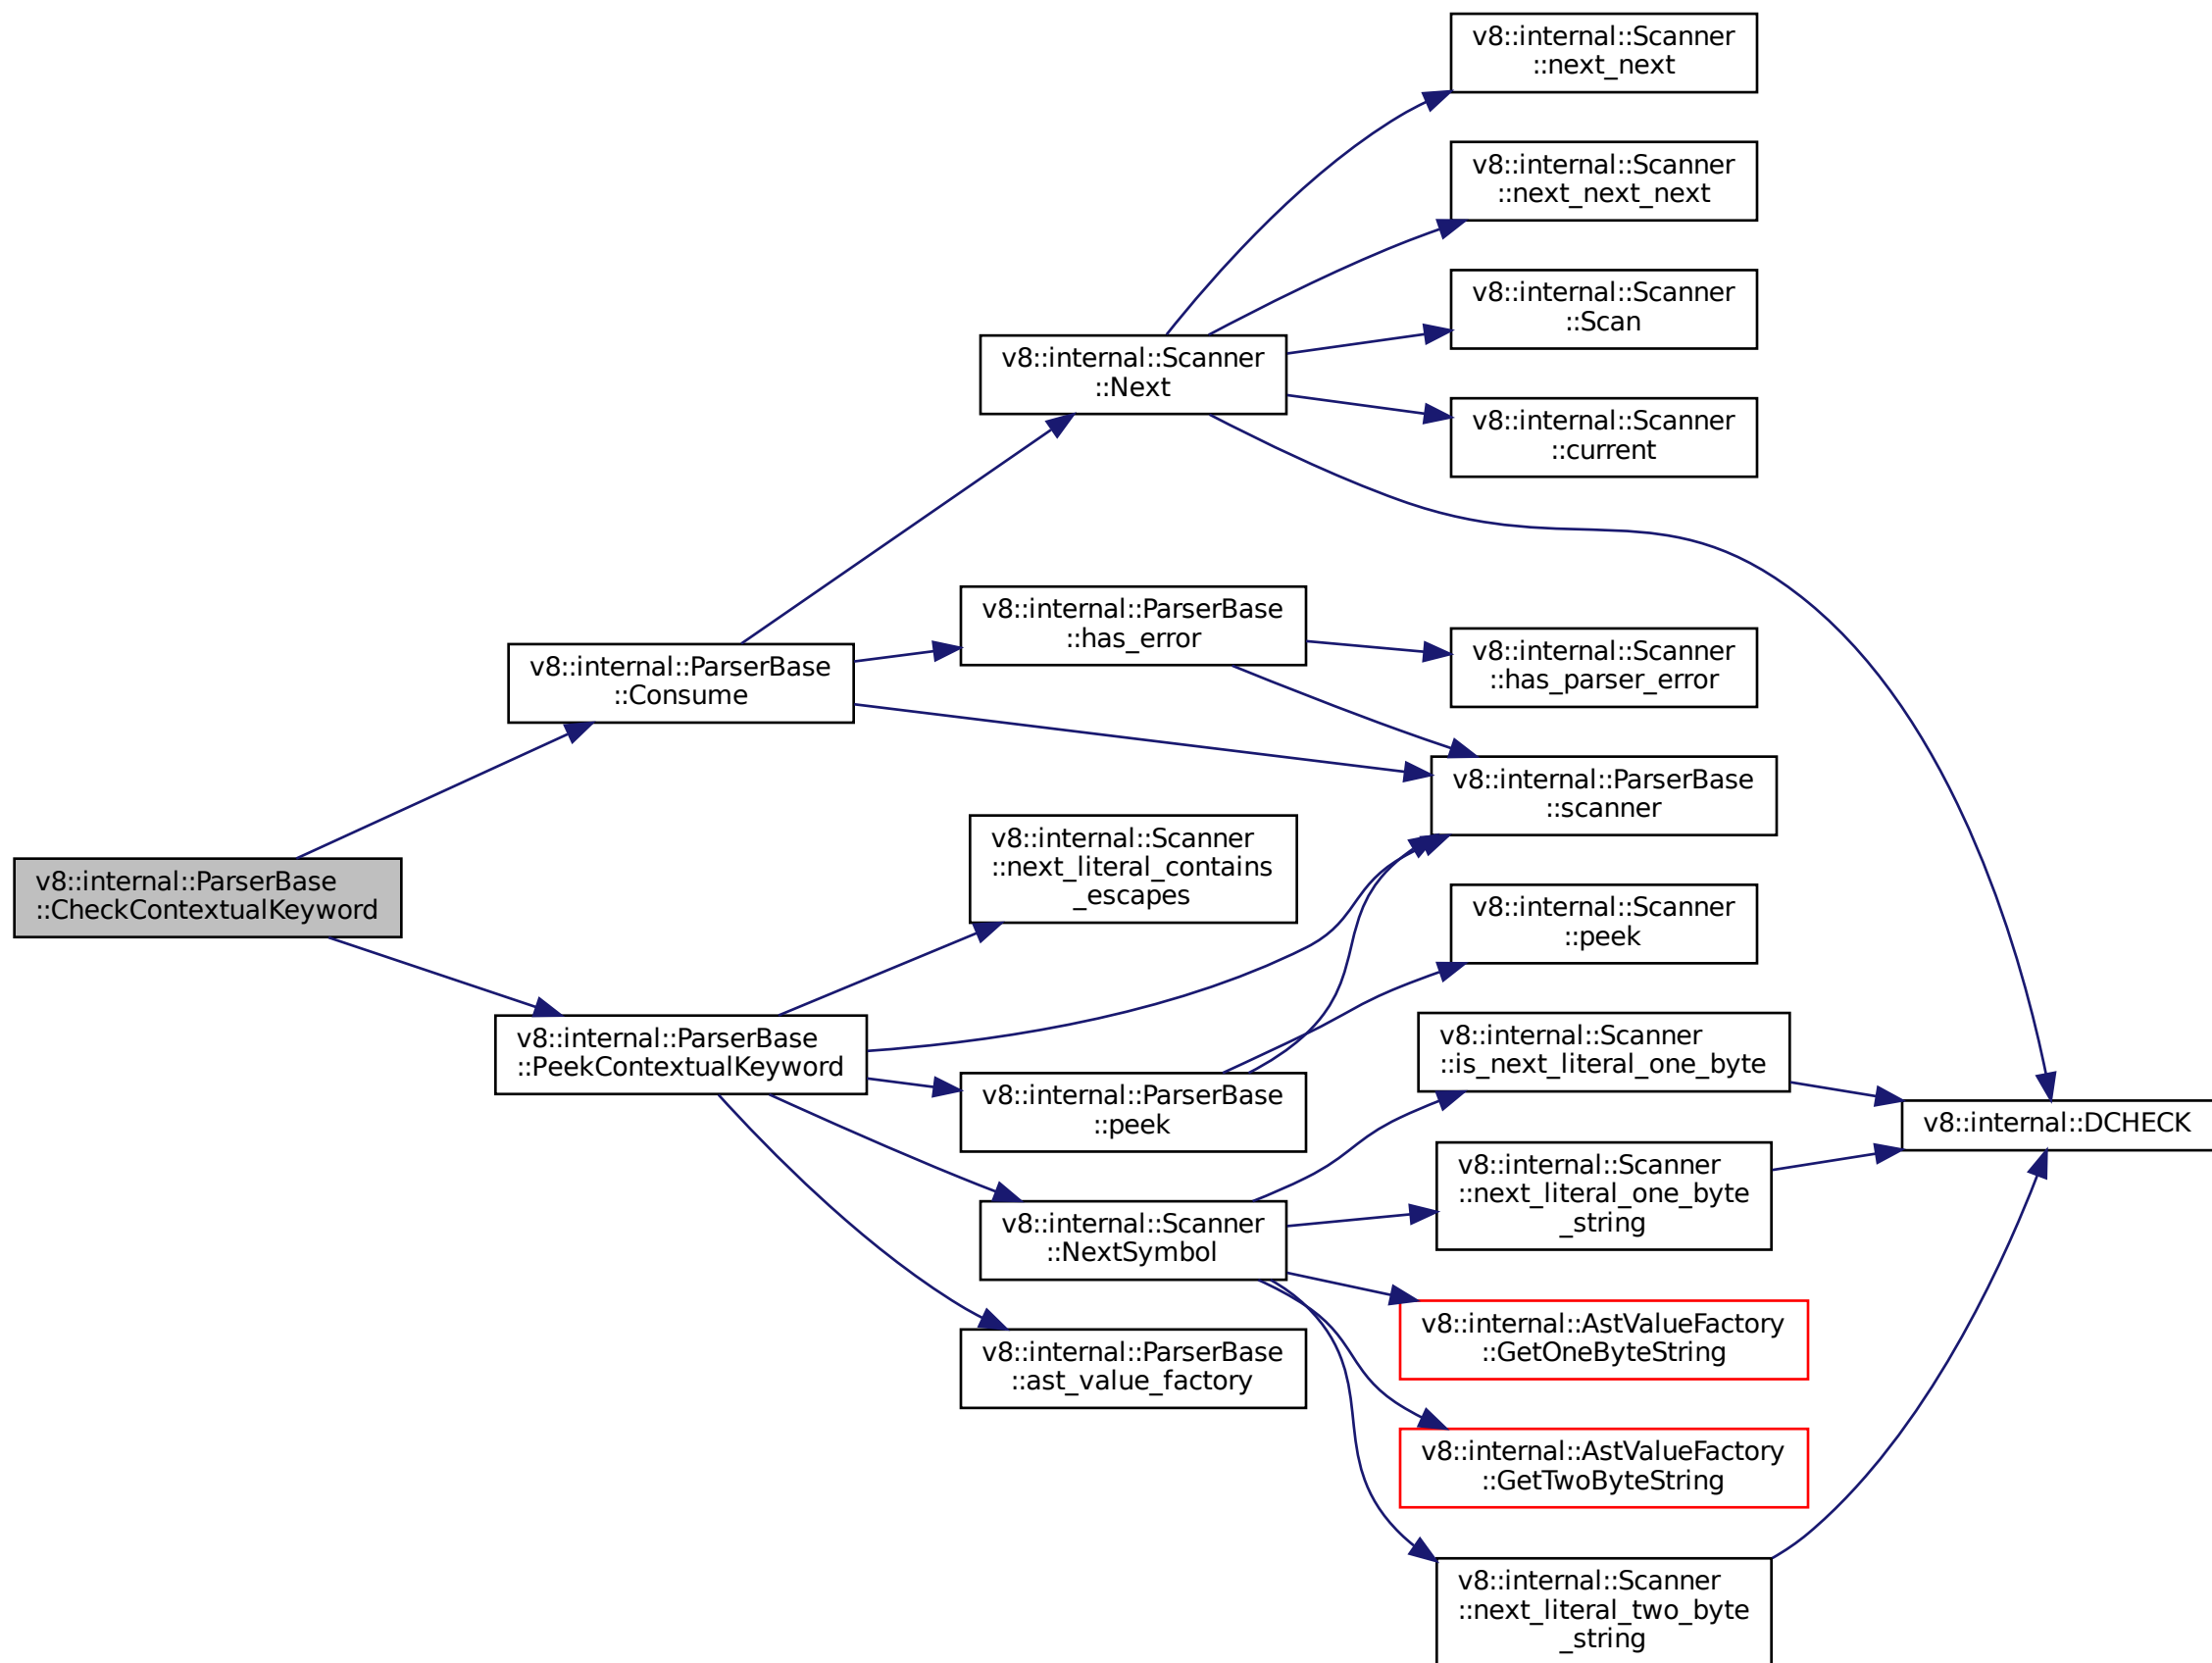 v8::internal::Scanner
::next_next
v8::internal::Scanner
::next_next_next
v8::internal::Scanner
::Scan
v8::internal::Scanner
::Next
v8::internal::Scanner
::current
v8::internal::ParserBase
::has_error
v8::internal::ParserBase
::Consume
v8::internal::Scanner
::has_parser_error
v8::internal::ParserBase
::scanner
v8::internal::Scanner
::next_literal_contains
_escapes
v8::internal::ParserBase
::CheckContextualKeyword
v8::internal::Scanner
::peek
v8::internal::ParserBase
::PeekContextualKeyword
v8::internal::Scanner
::is_next_literal_one_byte
v8::internal::ParserBase
::peek
v8::internal::DCHECK
v8::internal::Scanner
::next_literal_one_byte
_string
v8::internal::Scanner
::NextSymbol
v8::internal::AstValueFactory
::GetOneByteString
v8::internal::ParserBase
::ast_value_factory
v8::internal::AstValueFactory
::GetTwoByteString
v8::internal::Scanner
::next_literal_two_byte
_string